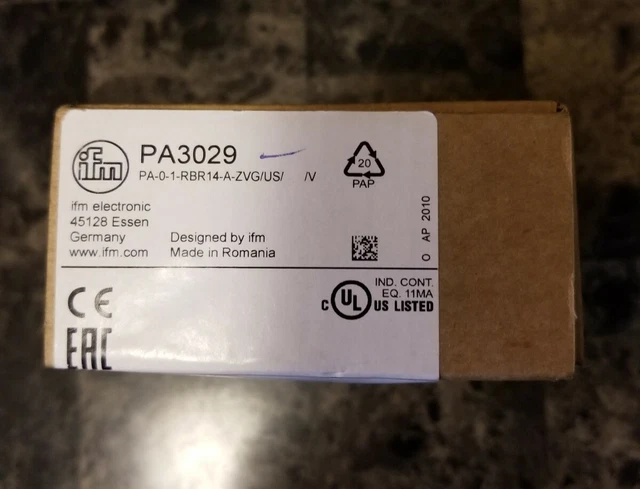 ifm
PA3029
PA-0-1-RBR14-A-ZVG/US/ /V
20
PAP
ifm electronic
45128 Essen
Germany
www.ifm.com
Designed by ifm
Made in Romania
O AP 2010
CE
EAC
IND. CONT.
EQ. 11MA
C UL US LISTED